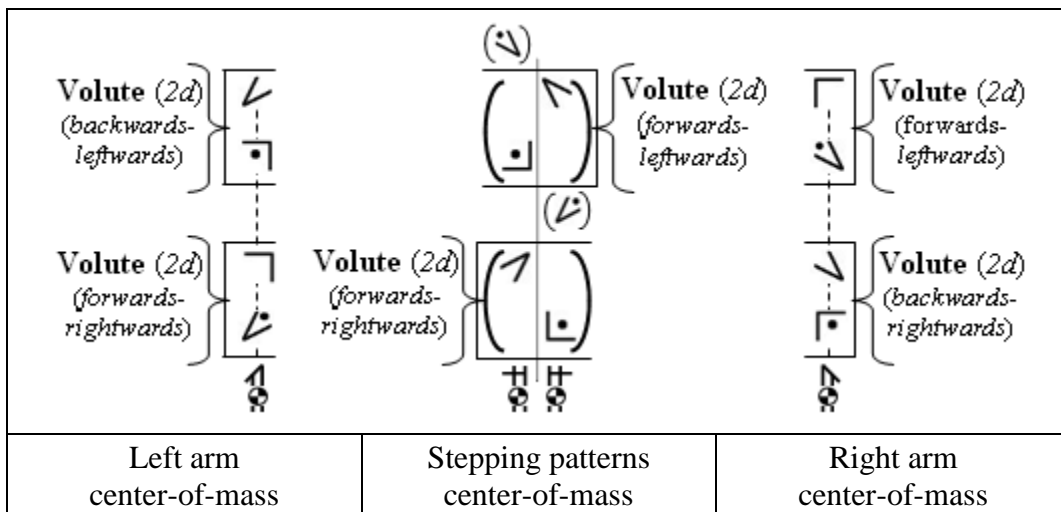 Volute (2d)
(backwards-
leftwards)
Volute (2d)
(forwards-
rightwards)
Volute (2d)
(forwards-
leftwards)
Volute (2d)
(forwards-
rightwards)
Volute (2d)
(forwards-
leftwards)
Volute (2d)
(backwards-
rightwards)
Left arm
center-of-mass
Stepping patterns
center-of-mass
Right arm
center-of-mass